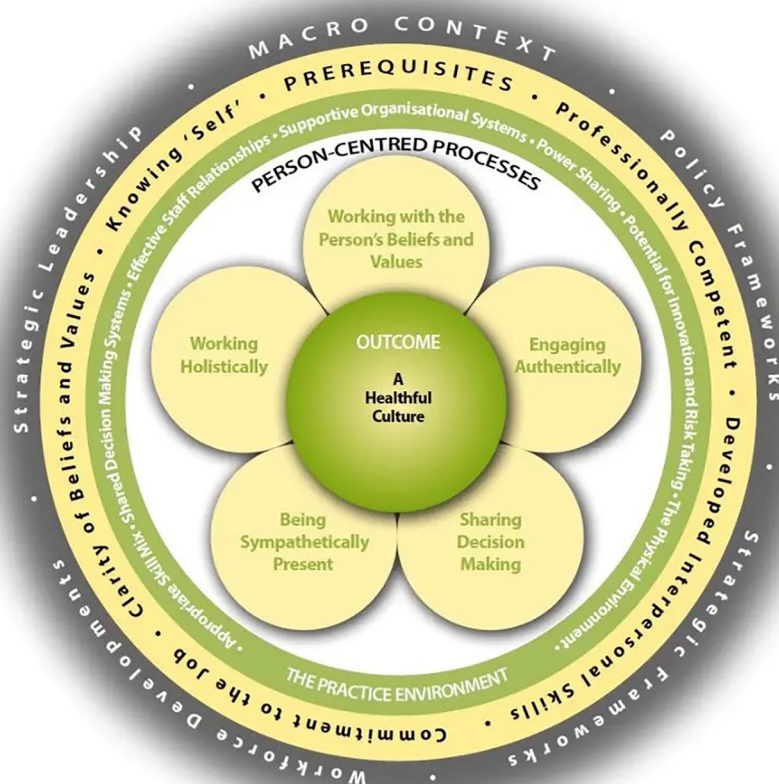 MACRO CONTEXT
• Policy Frameworks
• Strategic Frameworks
• Workforce Developments
• Strategic Leadership •
PREREQUISITES
• Professionally Competent
• Developed Interpersonal Skills
• Commitment to the Job
• Clarity of Beliefs and Values
• Knowing 'Self' •
THE PRACTICE ENVIRONMENT
• Appropriate Skill Mix • Shared Decision Making Systems • Effective Staff Relationships • Supportive Organisational Systems • Power Sharing • Potential for Innovation and Risk Taking • The Physical Environment •
PERSON-CENTRED PROCESSES
Working with the
Person's Beliefs and
Values
Engaging
Authentically
Sharing
Decision
Making
Being
Sympathetically
Present
Working
Holistically
OUTCOME
A
Healthful
Culture